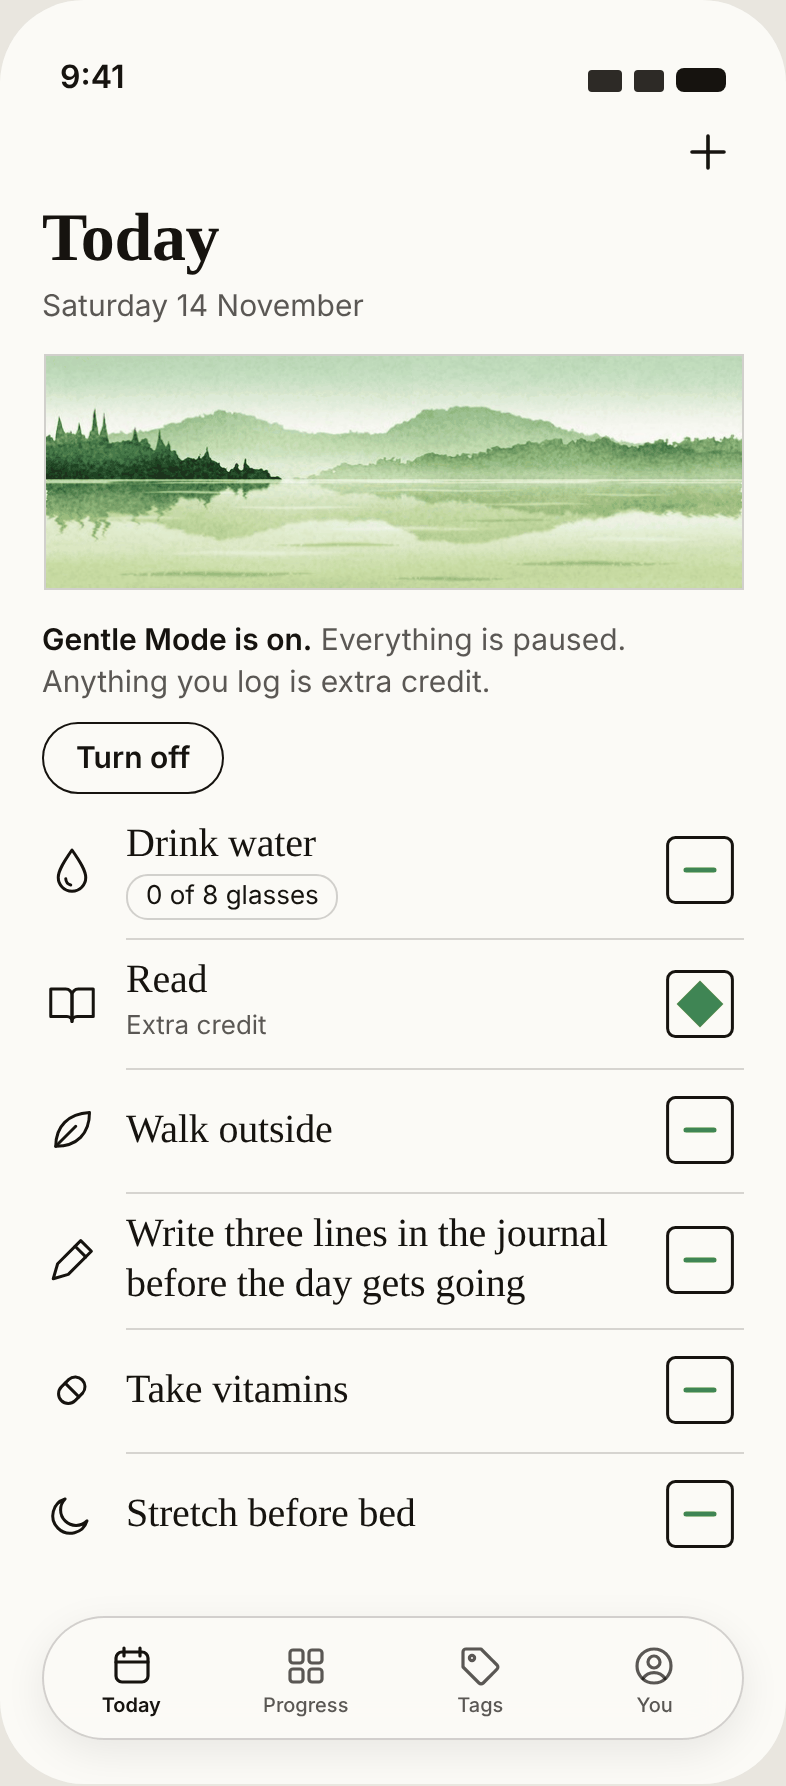 9:41
Today
Saturday 14 November
Gentle Mode is on. Everything is paused.
Anything you log is extra credit.
Turn off
Drink water
0 of 8 glasses
Read
Extra credit
Walk outside
Write three lines in the journal
before the day gets going
Take vitamins
Stretch before bed
Today
Progress
Tags
You